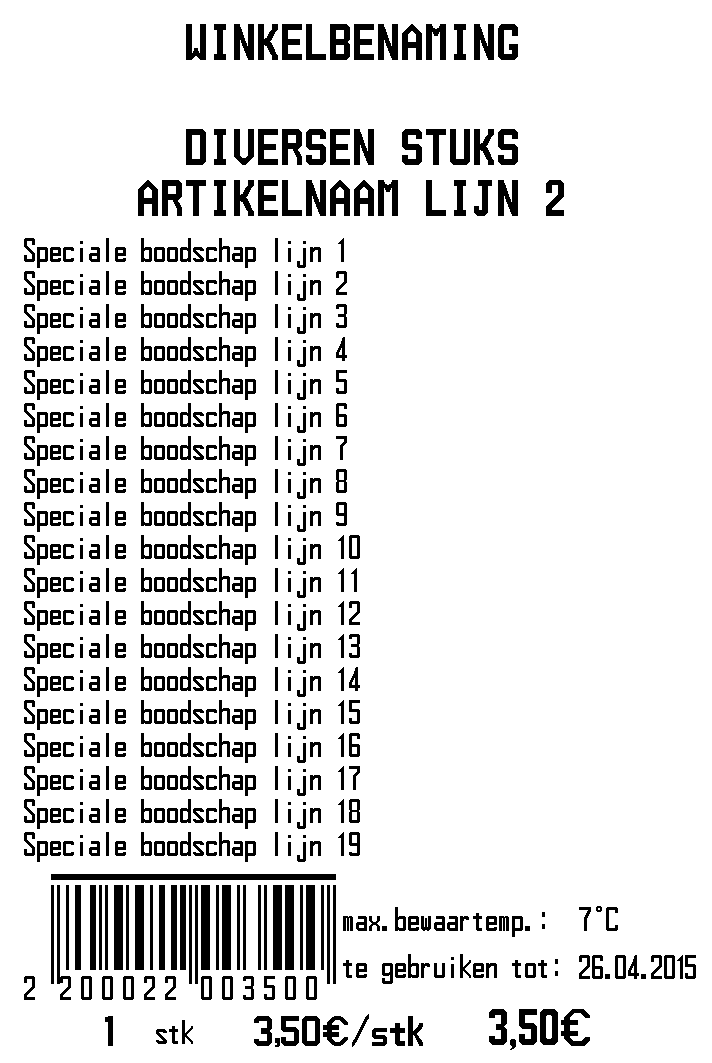 WINKELBENAMING
DIVERSEN STUKS
ARTIKELNAAM LIJN 2
Speciale boodschap lijn 1
Speciale boodschap lijn 2
Speciale boodschap lijn 3
Speciale boodschap lijn 4
Speciale boodschap lijn 5
Speciale boodschap lijn 6
Speciale boodschap lijn 7
Speciale boodschap lijn 8
Speciale boodschap lijn 9
Speciale boodschap lijn 10
Speciale boodschap lijn 11
Speciale boodschap lijn 12
Speciale boodschap lijn 13
Speciale boodschap lijn 14
Speciale boodschap lijn 15
Speciale boodschap lijn 16
Speciale boodschap lijn 17
Speciale boodschap lijn 18
Speciale boodschap lijn 19
max.bewaartemp.: 7°C
te gebruiken tot: 26.04.2015
2 200022 003500
1 stk 3,50€/stk 3,50€